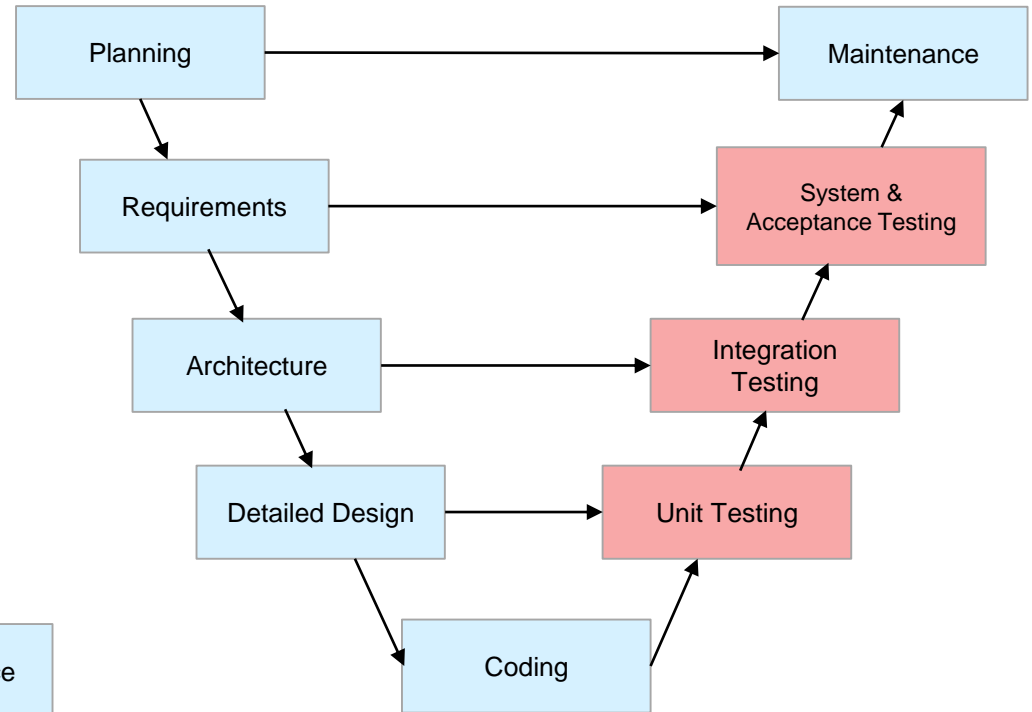 Planning
Maintenance
Requirements
System &
Acceptance Testing
Architecture
Integration
Testing
Detailed Design
Unit Testing
Coding